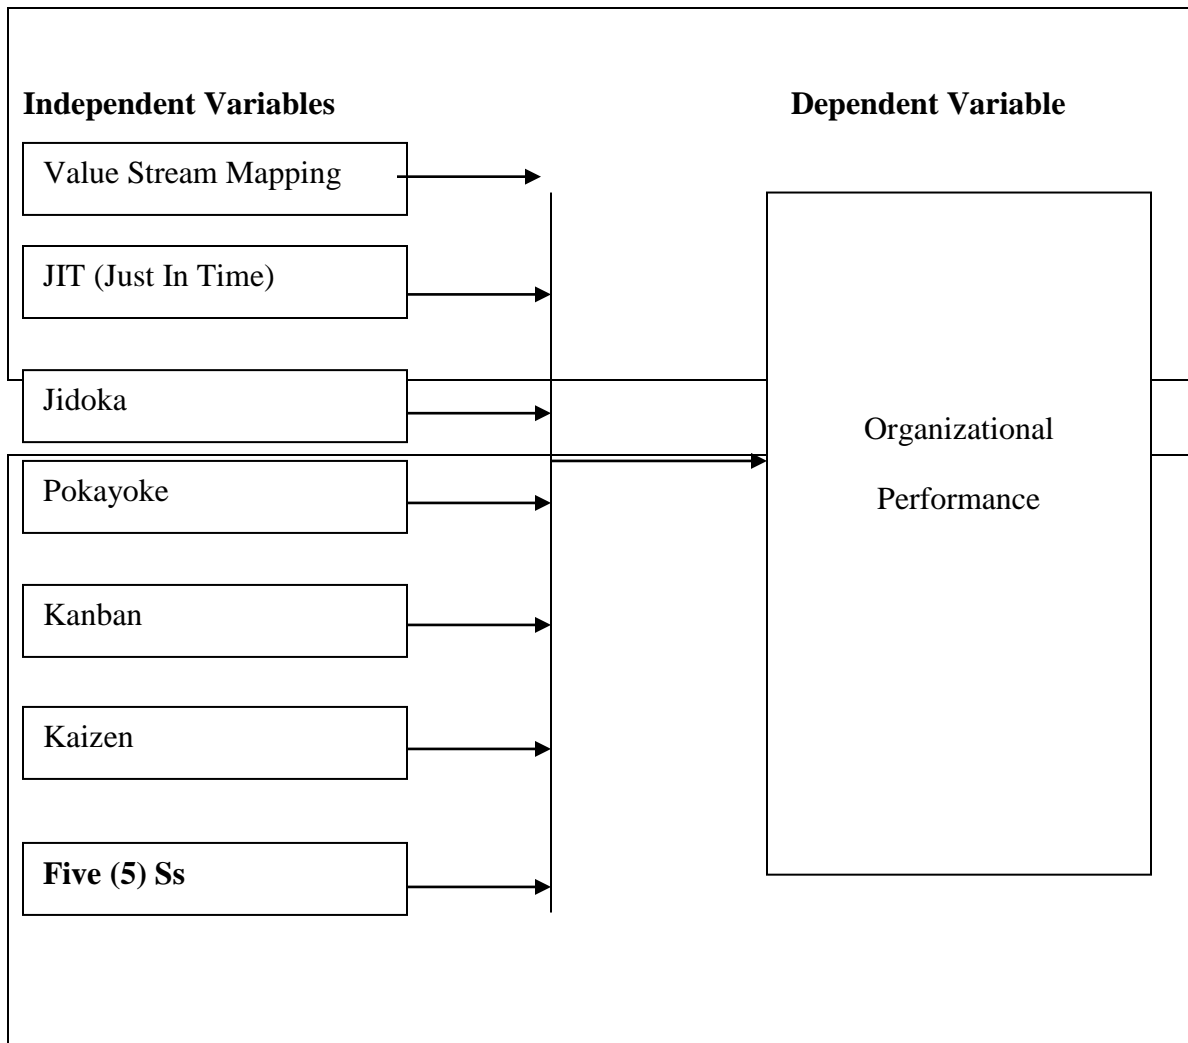 Independent Variables
Dependent Variable
Value Stream Mapping
JIT (Just In Time)
Jidoka
Pokayoke
Kanban
Kaizen
Five (5) Ss
Organizational
Performance